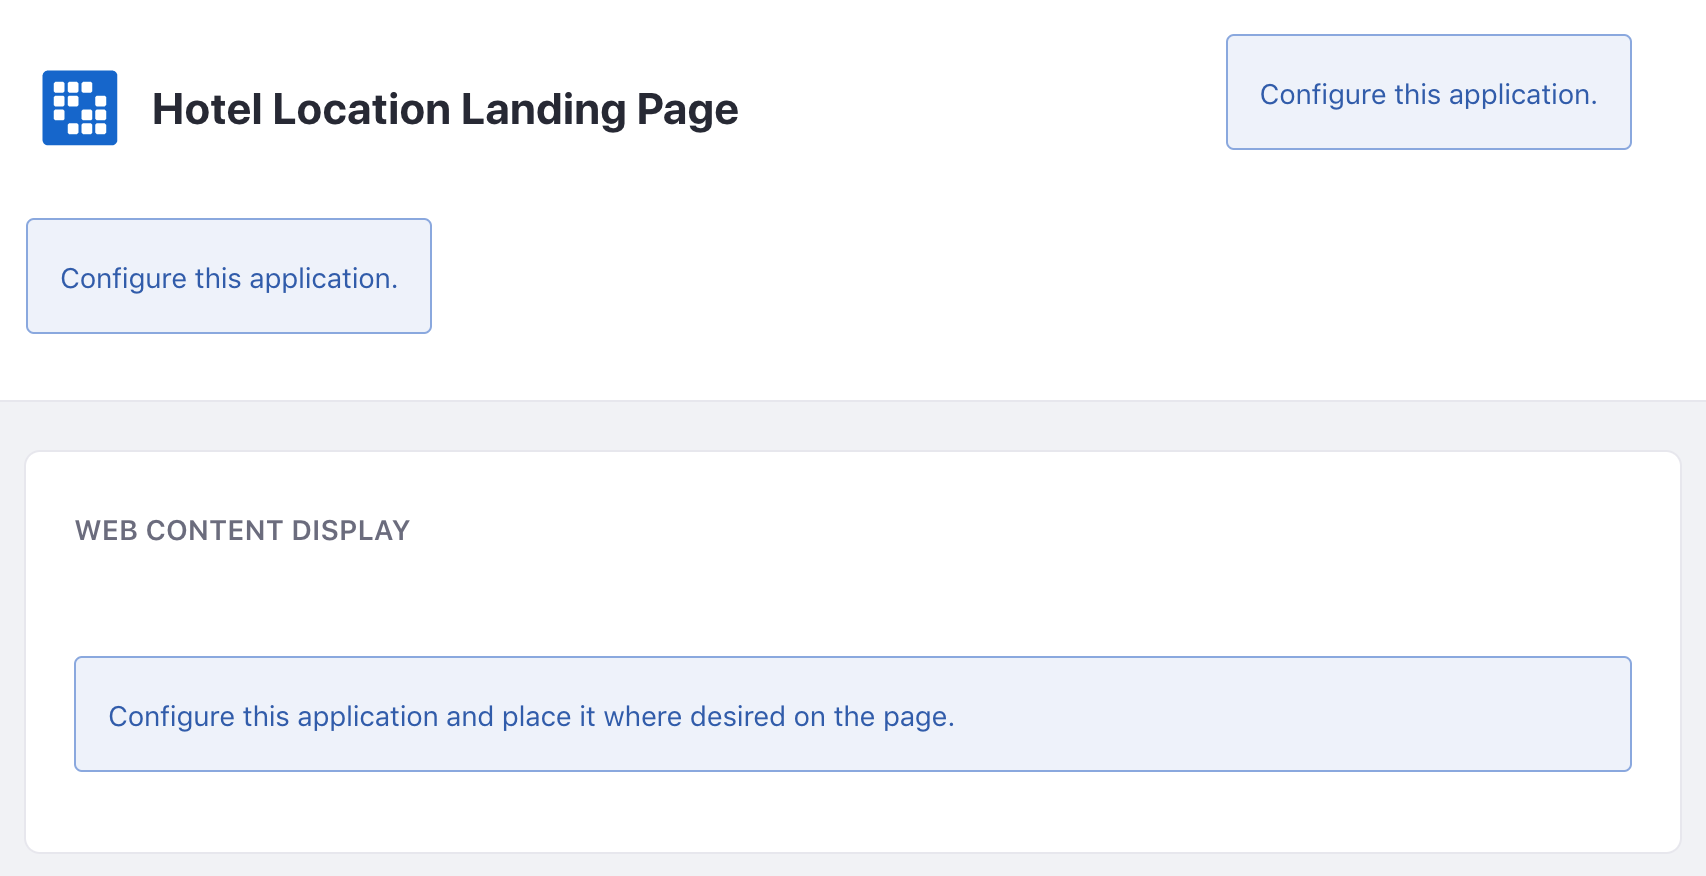 Hotel Location Landing Page
Configure this application.
Configure this application.
WEB CONTENT DISPLAY
Configure this application and place it where desired on the page.